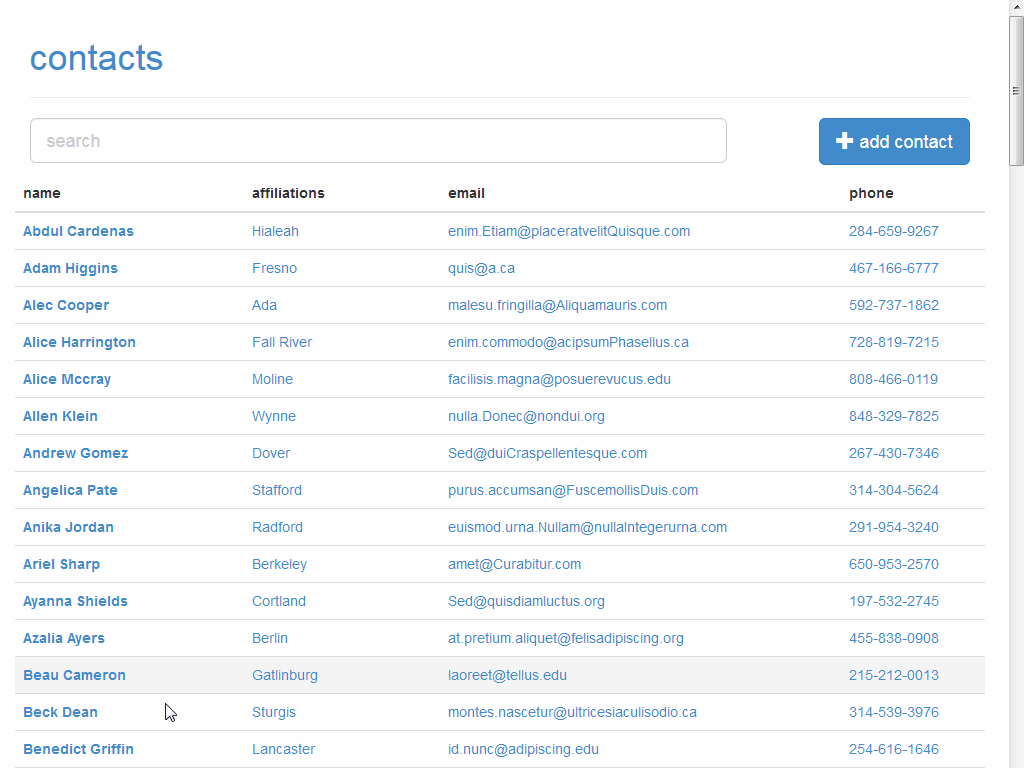 contacts
search
add contact
name affiliations email phone
Abdul Cardenas Hialeah enim.Etiam@placeratvelitQuisque.com 284-659-9267
Adam Higgins Fresno quis@a.ca 467-166-6777
Alec Cooper Ada malesu.fringilla@Aliquamauris.com 592-737-1862
Alice Harrington Fall River enim.commodo@acipsumPhasellus.ca 728-819-7215
Alice Mccray Moline facilisis.magna@posuerevucus.edu 808-466-0119
Allen Klein Wynne nulla.Donec@nondui.org 848-329-7825
Andrew Gomez Dover Sed@duiCraspellentesque.com 267-430-7346
Angelica Pate Stafford purus.accumsan@FuscemollisDuis.com 314-304-5624
Anika Jordan Radford euismod.urna.Nullam@nullaIntegerurna.com 291-954-3240
Ariel Sharp Berkeley amet@Curabitur.com 650-953-2570
Ayanna Shields Cortland Sed@quisdiamluctus.org 197-532-2745
Azalia Ayers Berlin at.pretium.aliquet@felisadipiscing.org 455-838-0908
Beau Cameron Gatlinburg laoreet@tellus.edu 215-212-0013
Beck Dean Sturgis montes.nascetur@ultricesiaculisodio.ca 314-539-3976
Benedict Griffin Lancaster id.nunc@adipiscing.edu 254-616-1646